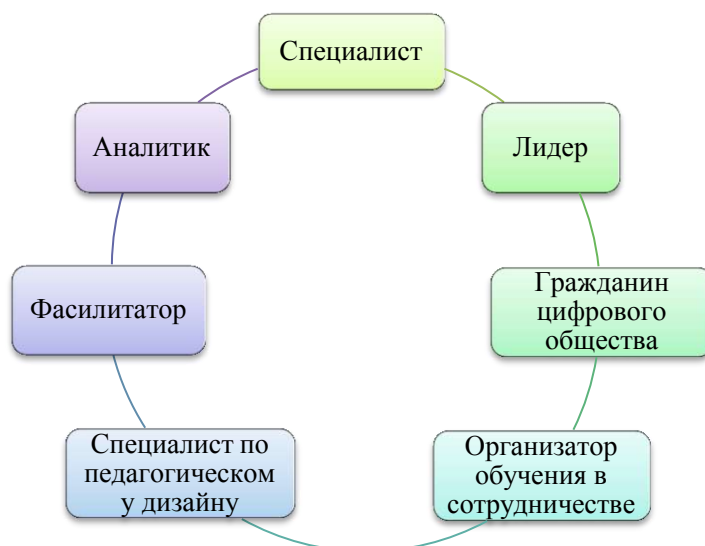 Специалист
Лидер
Гражданин
цифрового
общества
Организатор
обучения в
сотрудничестве
Специалист по
педагогическом
у дизайну
Фасилитатор
Аналитик